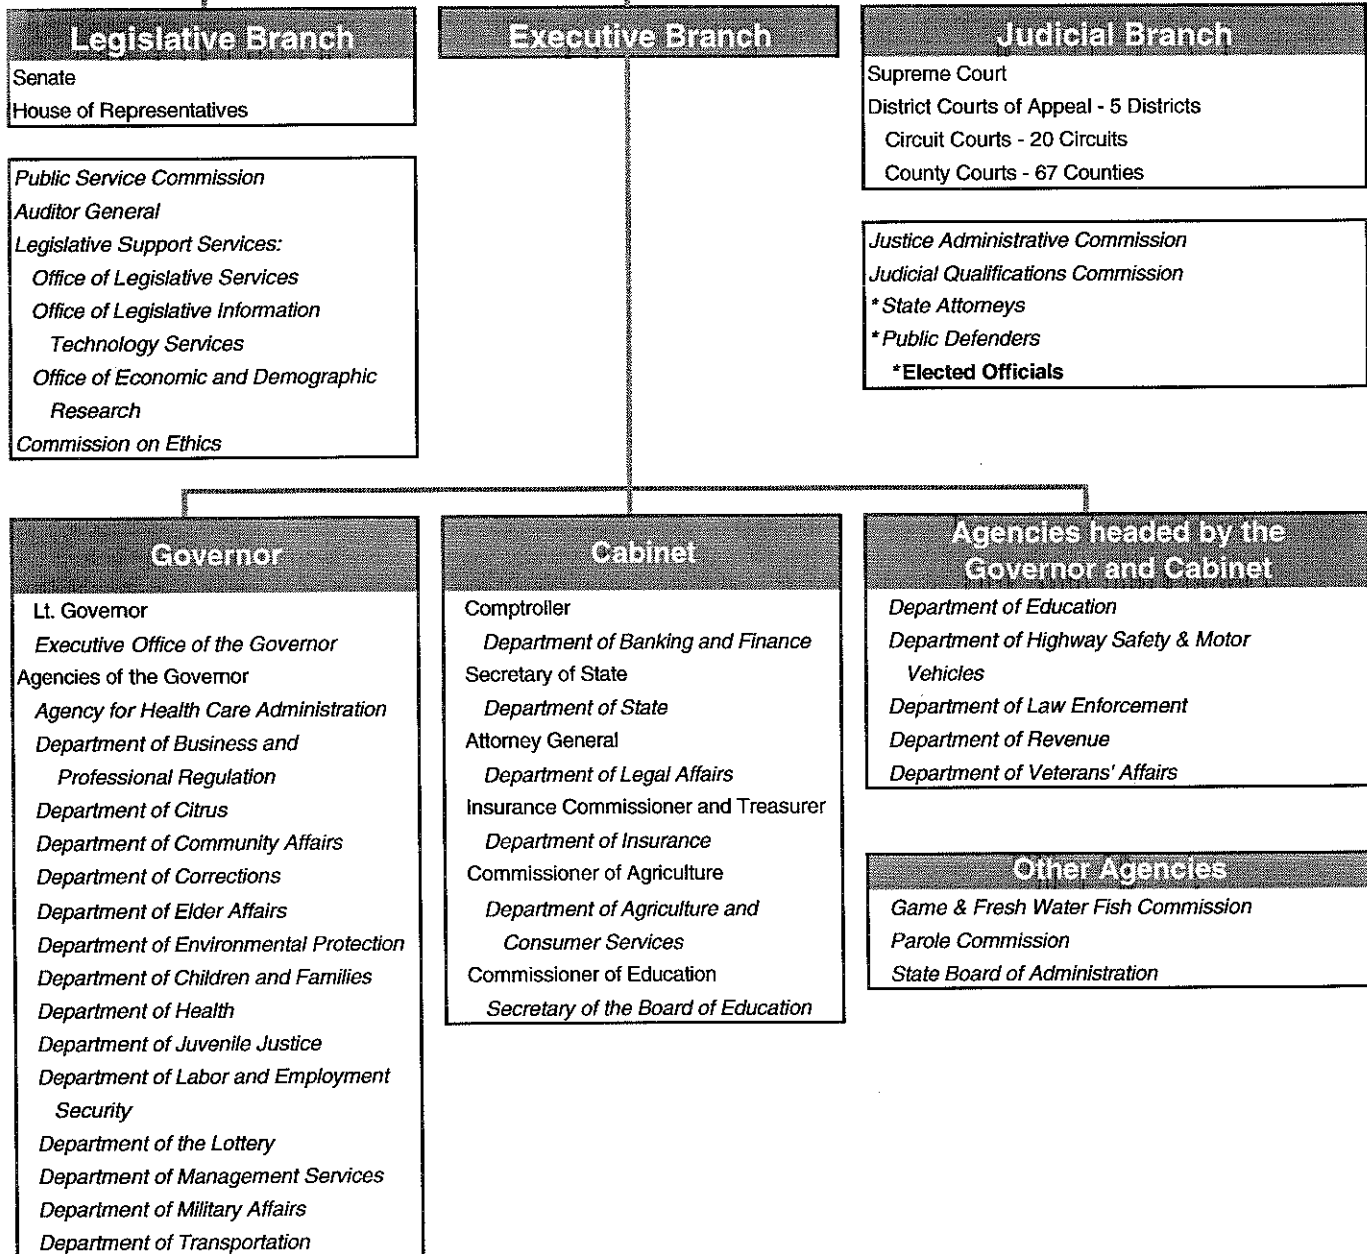 Legislative Branch
Senate
House of Representatives
Public Service Commission
Auditor General
Legislative Support Services:
Office of Legislative Services
Office of Legislative Information
Technology Services
Office of Economic and Demographic
Research
Commission on Ethics
Executive Branch
Judicial Branch
Supreme Court
District Courts of Appeal - 5 Districts
Circuit Courts - 20 Circuits
County Courts - 67 Counties
Justice Administrative Commission
Judicial Qualifications Commission
*State Attorneys
*Public Defenders
*Elected Officials
Governor
Lt. Governor
Executive Office of the Governor
Agencies of the Governor
Agency for Health Care Administration
Department of Business and
Professional Regulation
Department of Citrus
Department of Community Affairs
Department of Corrections
Department of Elder Affairs
Department of Environmental Protection
Department of Children and Families
Department of Health
Department of Juvenile Justice
Department of Labor and Employment
Security
Department of the Lottery
Department of Management Services
Department of Military Affairs
Department of Transportation
Cabinet
Comptroller
Department of Banking and Finance
Secretary of State
Department of State
Attorney General
Department of Legal Affairs
Insurance Commissioner and Treasurer
Department of Insurance
Commissioner of Agriculture
Department of Agriculture and
Consumer Services
Commissioner of Education
Secretary of the Board of Education
Agencies headed by the
Governor and Cabinet
Department of Education
Department of Highway Safety & Motor
Vehicles
Department of Law Enforcement
Department of Revenue
Department of Veterans' Affairs
Other Agencies
Game & Fresh Water Fish Commission
Parole Commission
State Board of Administration